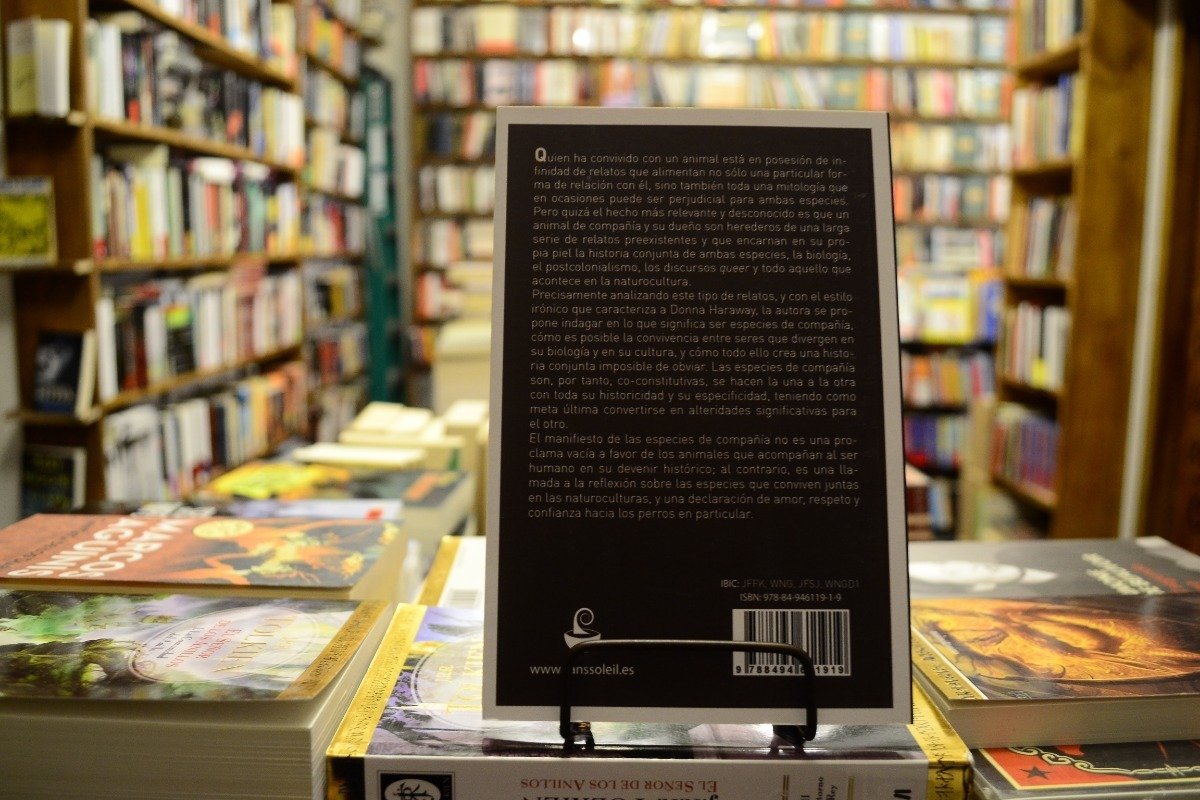 Quien ha convivido con un animal está en posesión de in-
finidad de relatos que alimentan no sólo una particular for-
ma de relación con él, sino también toda una mitología que
en ocasiones puede ser perjudicial para ambas especies.
Pero quizá el hecho más relevante y desconocido es que un
animal de compañía y su dueño son herederos de una larga
serie de relatos preexistentes y que encarnan en su pro-
pia piel la historia conjunta de ambas especies, la biología,
el postcolonialismo, los discursos queer y todo aquello que
acontece en la naturocultura.
Precisamente analizando este tipo de relatos, y con el estilo
irónico que caracteriza a Donna Haraway, la autora se pro-
pone indagar en lo que significa ser especies de compañía,
cómo es posible la convivencia entre seres que divergen en
su biología y en su cultura, y cómo todo ello crea una histo-
ria conjunta imposible de obviar. Las especies de compañía
son, por tanto, co-constitutivas, se hacen la una a la otra
con toda su historicidad y su especificidad, teniendo como
meta última convertirse en alteridades significativas para
el otro.
El manifiesto de las especies de compañía no es una pro-
clama vacía a favor de los animales que acompañan al ser
humano en su devenir histórico; al contrario, es una lla-
mada a la reflexión sobre las especies que conviven juntas
en las naturoculturas, y una declaración de amor, respeto y
confianza hacia los perros en particular.
IBIC: JFFK, WNG, JFSJ, WNGD1
ISBN: 978-84-946119-1-9
MARCOS
AGUINIS
EL SEÑOR
DE LOS
ANILLOS
EL SEÑOR DE LOS ANILLOS